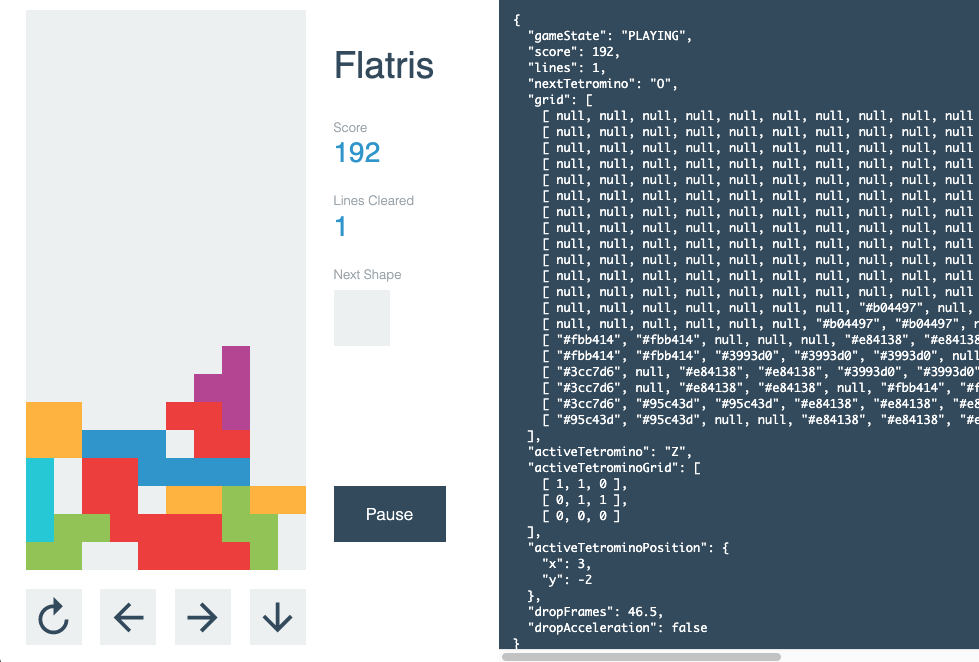 Flatris
Score
192
Lines Cleared
1
Next Shape
Pause
{
"gameState": "PLAYING",
"score": 192,
"lines": 1,
"nextTetromino": "O",
"grid": [
[ null, null, null, null, null, null, null, null, null, null
[ null, null, null, null, null, null, null, null, null, null
[ null, null, null, null, null, null, null, null, null, null
[ null, null, null, null, null, null, null, null, null, null
[ null, null, null, null, null, null, null, null, null, null
[ null, null, null, null, null, null, null, null, null, null
[ null, null, null, null, null, null, null, null, null, null
[ null, null, null, null, null, null, null, null, null, null
[ null, null, null, null, null, null, null, null, null, null
[ null, null, null, null, null, null, null, null, null, null
[ null, null, null, null, null, null, null, null, null, null
[ null, null, null, null, null, null, null, null, null, null
[ null, null, null, null, null, null, null, "#b04497", null,
[ null, null, null, null, null, null, "#b04497", "#b04497", n
[ "#fbb414", "#fbb414", null, null, null, "#e84138", "#e84138
[ "#fbb414", "#fbb414", "#3993d0", "#3993d0", "#3993d0", null
[ "#3cc7d6", null, "#e84138", "#e84138", "#3993d0", "#3993d0"
[ "#3cc7d6", null, "#e84138", "#e84138", null, "#fbb414", "#f
[ "#3cc7d6", "#95c43d", "#95c43d", "#e84138", "#e84138", "#e8
[ "#95c43d", "#95c43d", null, null, "#e84138", "#e84138", "#e
],
"activeTetromino": "Z",
"activeTetrominoGrid": [
[ 1, 1, 0 ],
[ 0, 1, 1 ],
[ 0, 0, 0 ]
],
"activeTetrominoPosition": {
"x": 3,
"y": -2
},
"dropFrames": 46.5,
"dropAcceleration": false
}